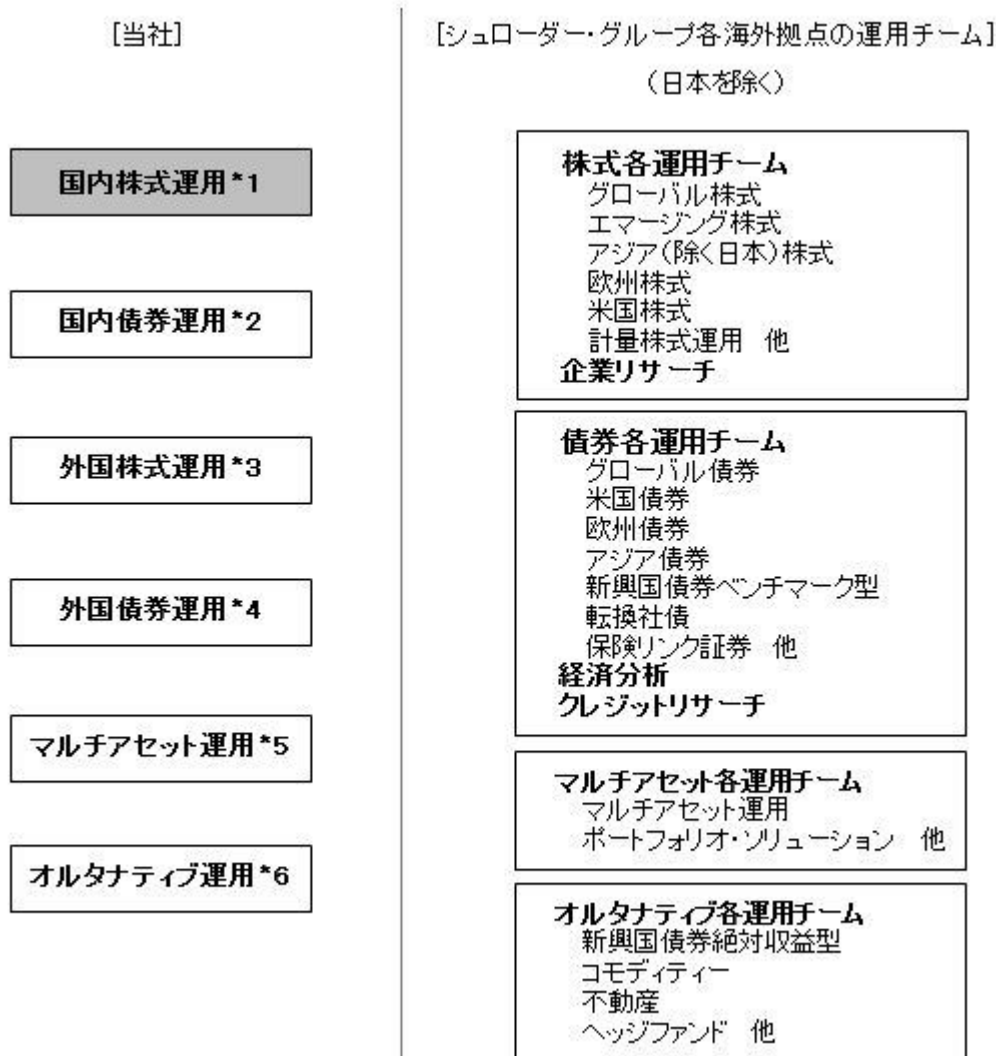 [当社]
国内株式運用*1
国内債券運用*2
外国株式運用*3
外国債券運用*4
マルチアセット運用*5
オルタナティブ運用*6
[シュローダー・グループ各海外拠点の運用チーム]
（日本を除く）
株式各運用チーム
グローバル株式
エマージング株式
アジア（除く日本）株式
欧州株式
米国株式
計量株式運用　他
企業リサーチ
債券各運用チーム
グローバル債券
米国債券
欧州債券
アジア債券
新興国債券ベンチマーク型
転換社債
保険リンク証券　他
経済分析
クレジットリサーチ
マルチアセット各運用チーム
マルチアセット運用
ポートフォリオ・ソリューション　他
オルタナティブ各運用チーム
新興国債券絶対収益型
コモディティー
不動産
ヘッジファンド　他